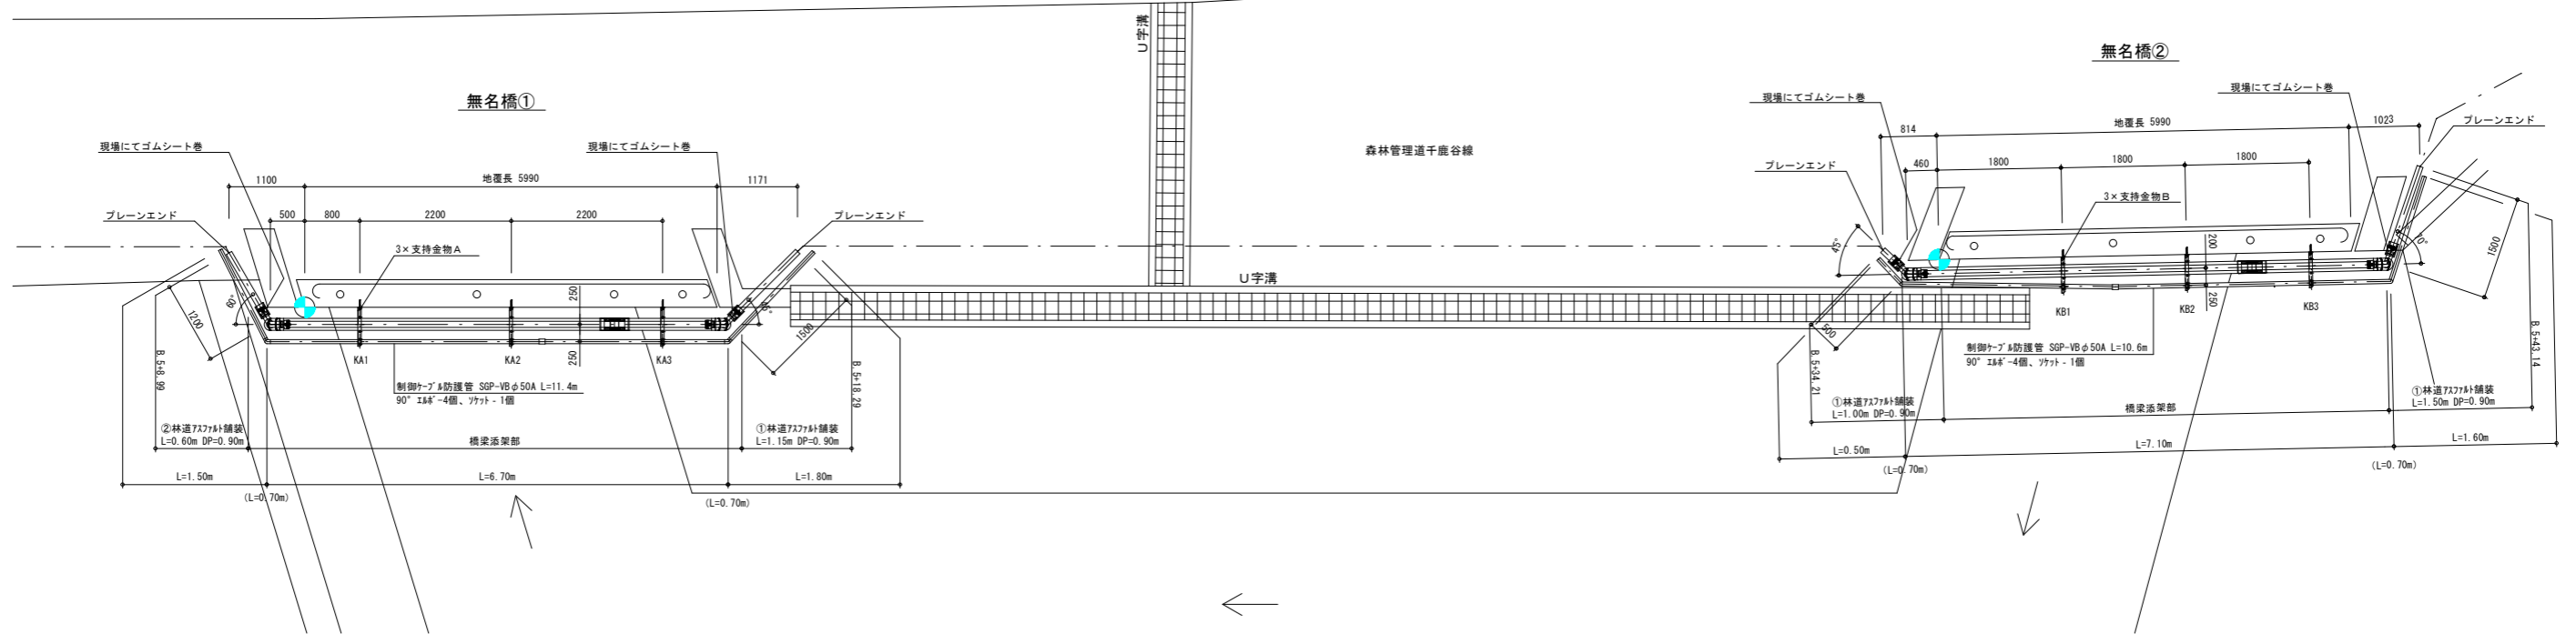 無名橋①
現場にてゴムシート巻
現場にてゴムシート巻
1100
地覆長 5990
1171
プレーンエンド
500
800
2200
2200
プレーンエンド
3×支持金物A
60°
1200
250
250
1500
KA1
KA2
KA3
制御ｹｰﾌﾞﾙ防護管 SGP-VBφ50A L=11.4m
90° ｴﾙﾎﾞ-4個、ｿｹｯﾄ - 1個
B.5+8.99
B.5+18.29
②林道ｱｽﾌｧﾙﾄ舗装
L=0.60m DP=0.90m
橋梁添架部
①林道ｱｽﾌｧﾙﾄ舗装
L=1.15m DP=0.90m
L=1.50m
L=6.70m
L=1.80m
(L=0.70m)
(L=0.70m)
U字溝
U字溝
森林管理道千鹿谷線
無名橋②
現場にてゴムシート巻
現場にてゴムシート巻
814
地覆長 5990
1023
プレーンエンド
プレーンエンド
460
1800
1800
1800
3×支持金物B
45°
200
250
1500
500
KB1
KB2
KB3
制御ｹｰﾌﾞﾙ防護管 SGP-VBφ50A L=10.6m
90° ｴﾙﾎﾞ-4個、ｿｹｯﾄ - 1個
B.5+34.21
B.5+43.14
①林道ｱｽﾌｧﾙﾄ舗装
L=1.00m DP=0.90m
橋梁添架部
①林道ｱｽﾌｧﾙﾄ舗装
L=1.50m DP=0.90m
L=0.50m
L=7.10m
L=1.60m
(L=0.70m)
(L=0.70m)